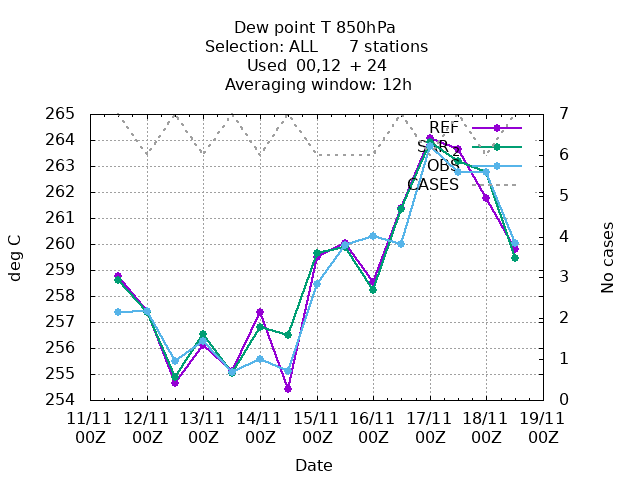 Dew point T 850hPa
Selection: ALL 7 stations
Used 00,12 + 24
Averaging window: 12h
265
264
263
262
261
260
259
258
257
256
255
254
deg C
7
6
5
4
3
2
1
0
No cases
REF
OBS
CASES
11/11 12/11 13/11 14/11 15/11 16/11 17/11 18/11 19/11
00Z 00Z 00Z 00Z 00Z 00Z 00Z 00Z 00Z
Date